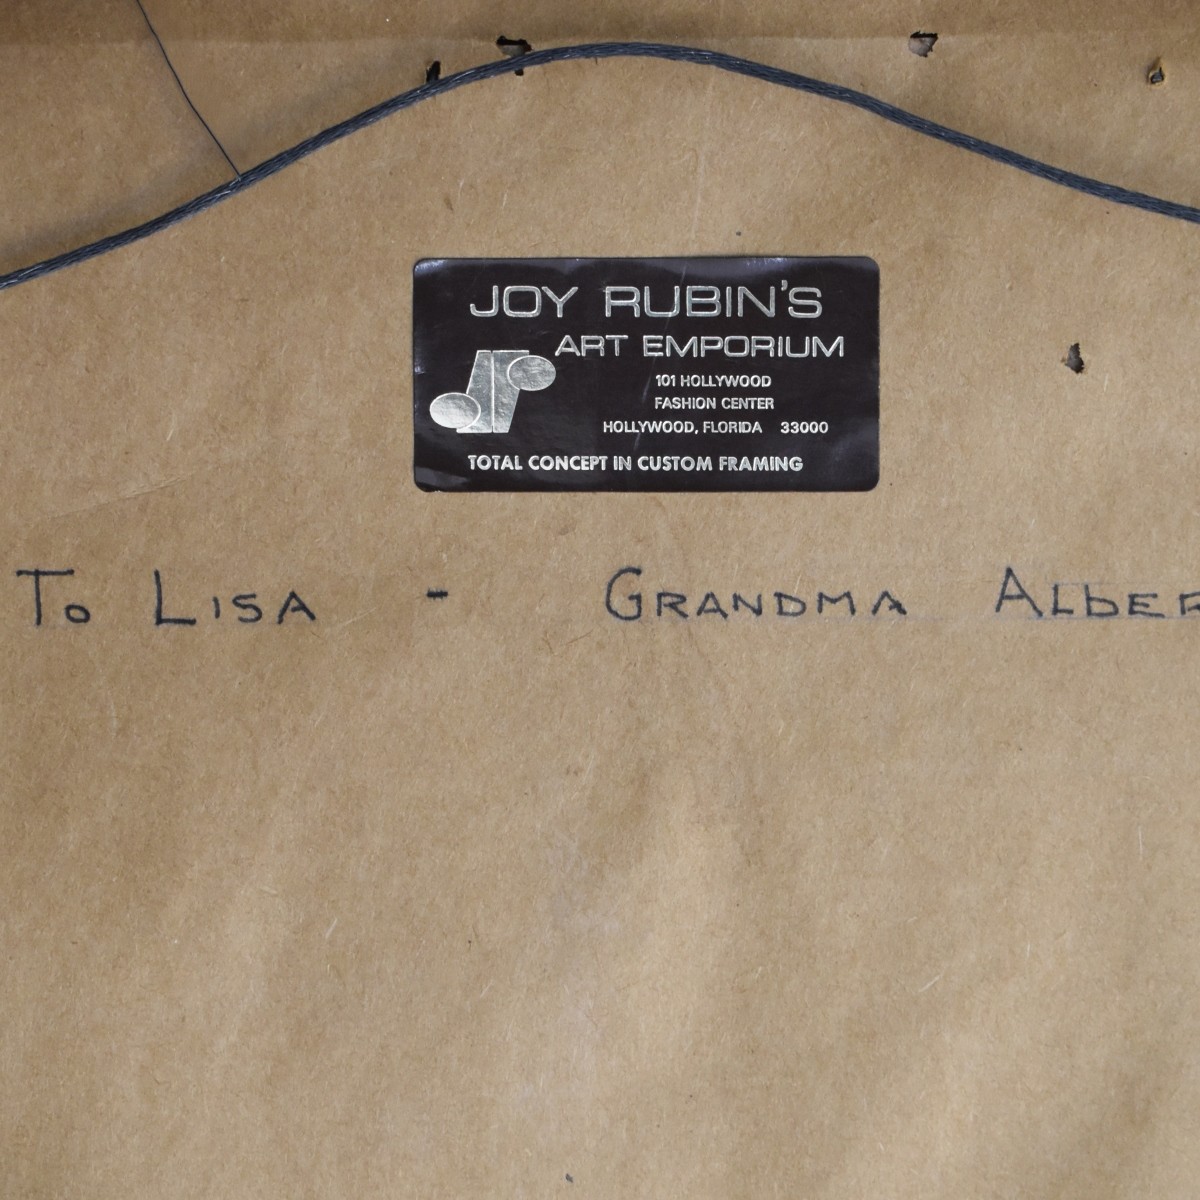 JOY RUBIN'S
ART EMPORIUM
101 HOLLYWOOD
FASHION CENTER
HOLLYWOOD, FLORIDA 33000
TOTAL CONCEPT IN CUSTOM FRAMING
To LISA - GRANDMA